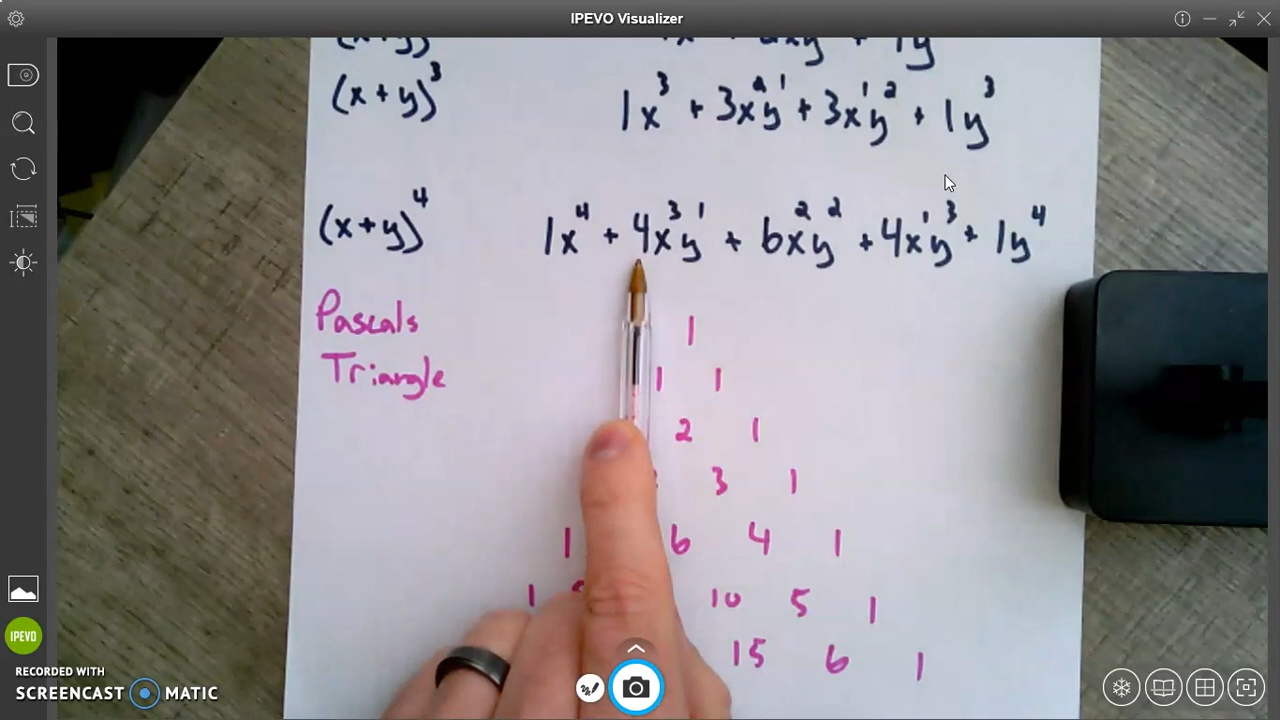 IPEVO Visualizer
(x+y)³ 1x³ + 3x²y¹ + 3x¹y² + 1y³
(x+y)⁴ 1x⁴ + 4x³y¹ + 6x²y² + 4x¹y³ + 1y⁴
Pascals
Triangle
1
1 1
2 1
3 1
1 6 4 1
1 10 5 1
15 6 1
IPEVO
RECORDED WITH
SCREENCAST MATIC